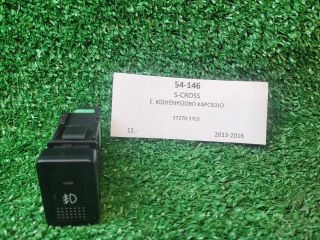 54-146
S-CROSS
E. KÖDFÉNYSZÓRÓ KAPCSOLÓ
37270-57L0
12,-
2013-2016